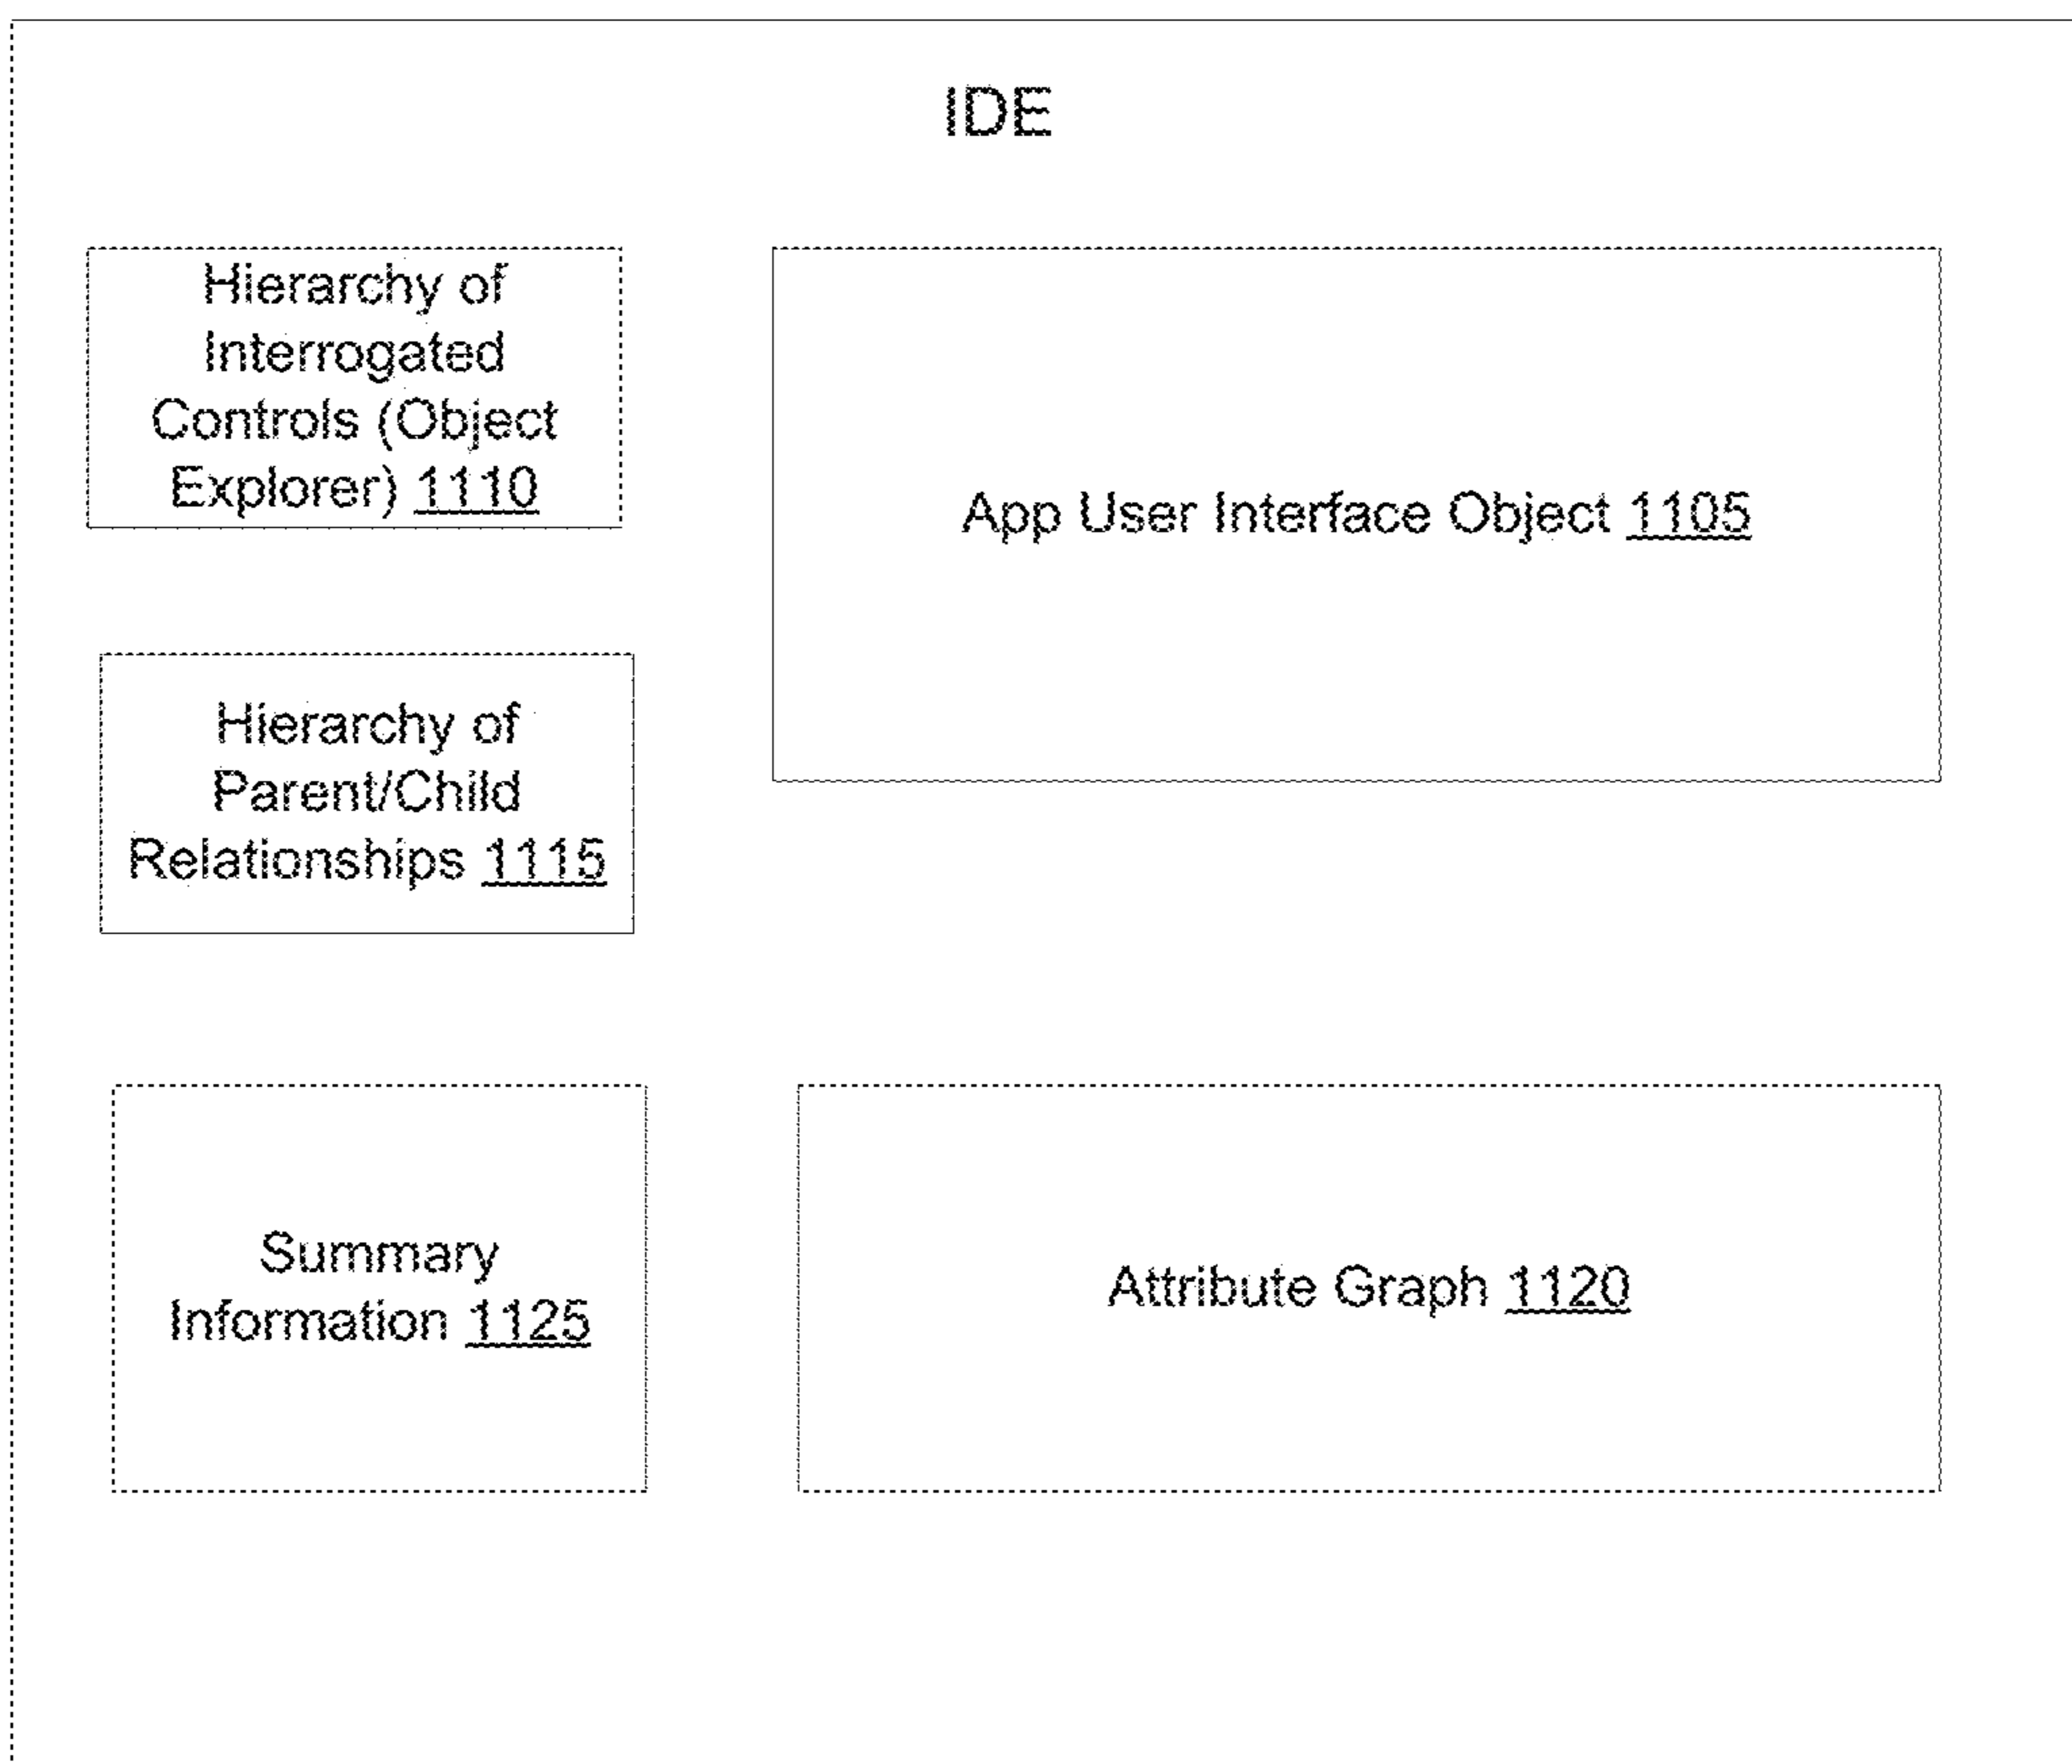 IDE
Hierarchy of
Interrogated
Controls (Object
Explorer) 1110
App User Interface Object 1105
Hierarchy of
Parent/Child
Relationships 1115
Summary
Information 1125
Attribute Graph 1120